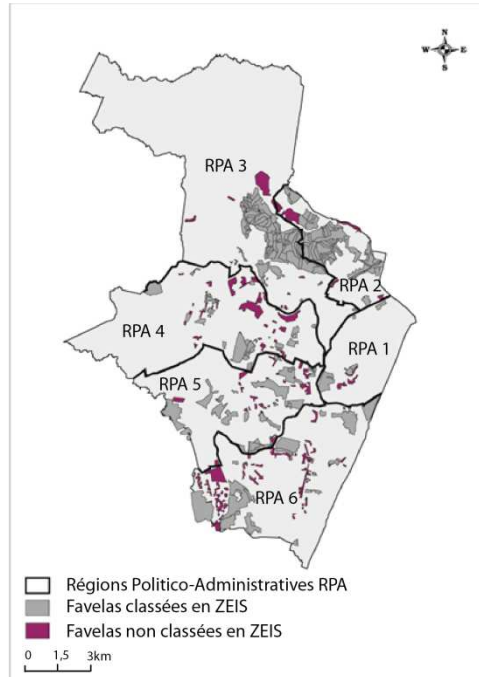 N
W E
S
RPA 3
RPA 2
RPA 4
RPA 1
RPA 5
RPA 6
Régions Politico-Administratives RPA
Favelas classées en ZEIS
Favelas non classées en ZEIS
0 1,5 3km